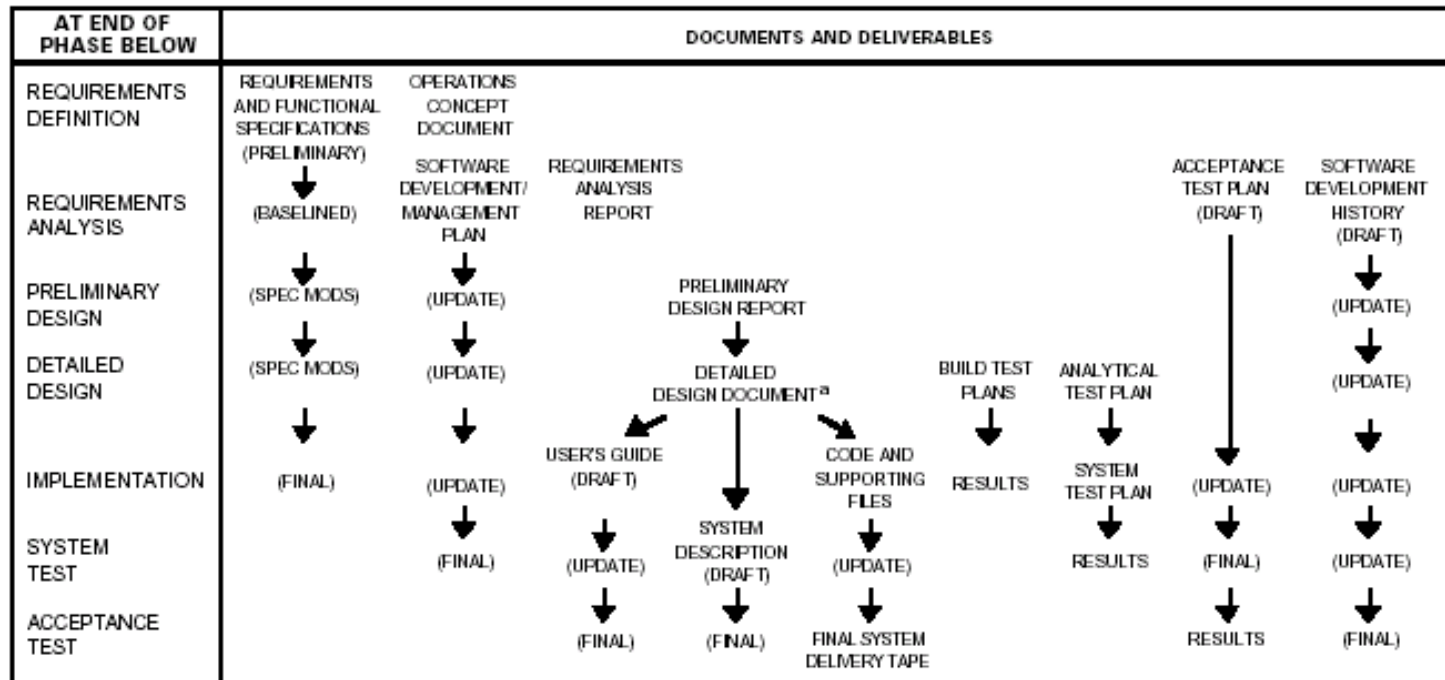 AT END OF
PHASE BELOW
DOCUMENTS AND DELIVERABLES
REQUIREMENTS
DEFINITION
REQUIREMENTS
AND FUNCTIONAL
SPECIFICATIONS
(PRELIMINARY)
OPERATIONS
CONCEPT
DOCUMENT
REQUIREMENTS
ANALYSIS
(BASELINED)
SOFTWARE
DEVELOPMENT/
MANAGEMENT
PLAN
REQUIREMENTS
ANALYSIS
REPORT
ACCEPTANCE
TEST PLAN
(DRAFT)
SOFTWARE
DEVELOPMENT
HISTORY
(DRAFT)
PRELIMINARY
DESIGN
(SPEC MODS)
(UPDATE)
PRELIMINARY
DESIGN REPORT
(UPDATE)
DETAILED
DESIGN
(SPEC MODS)
(UPDATE)
DETAILED
DESIGN DOCUMENT a
BUILD TEST
PLANS
ANALYTICAL
TEST PLAN
(UPDATE)
IMPLEMENTATION
(FINAL)
(UPDATE)
USER'S GUIDE
(DRAFT)
CODE AND
SUPPORTING
FILES
RESULTS
SYSTEM
TEST PLAN
(UPDATE)
(UPDATE)
SYSTEM
TEST
(FINAL)
(UPDATE)
SYSTEM
DESCRIPTION
(DRAFT)
(UPDATE)
RESULTS
(FINAL)
(UPDATE)
ACCEPTANCE
TEST
(FINAL)
(FINAL)
FINAL SYSTEM
DELIVERY TAPE
RESULTS
(FINAL)